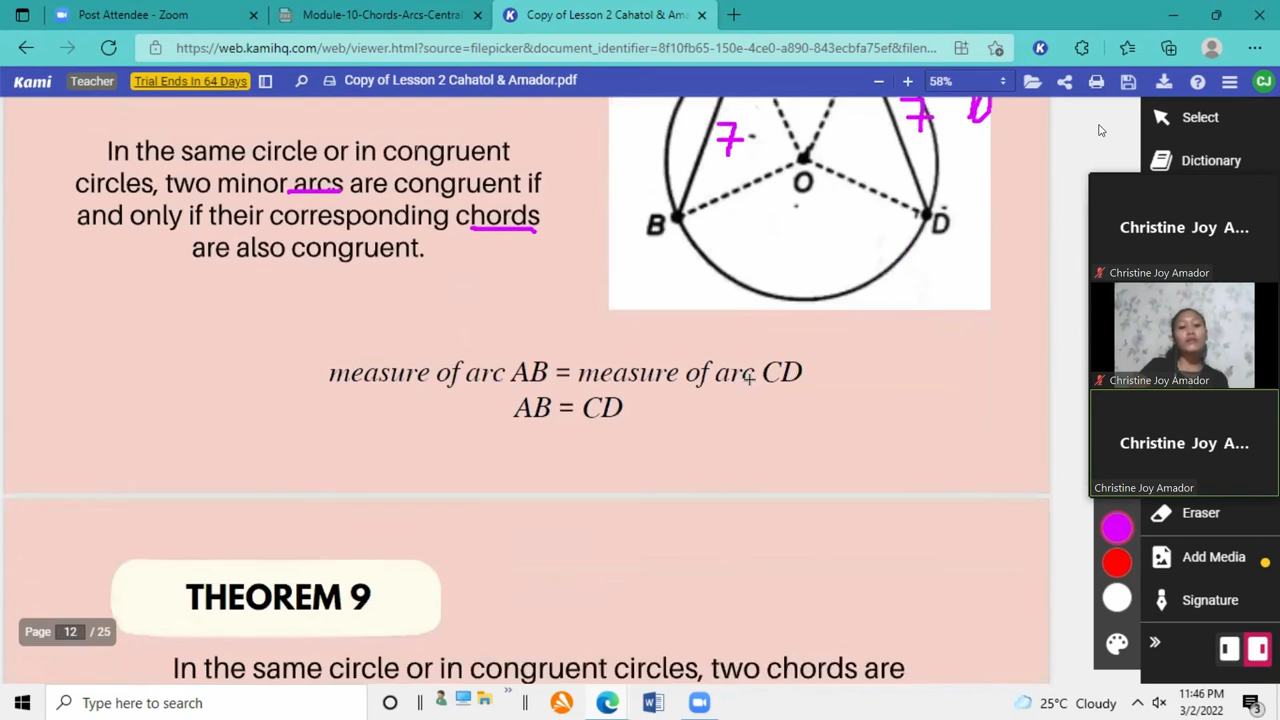 Post Attendee - Zoom
Module-10-Chords-Arcs-Central
Copy of Lesson 2 Cahatol & Ama
https://web.kamihq.com/web/viewer.html?source=filepicker&document_identifier=8f10fb65-150e-4ce0-a890-843ecbfa75ef&filen...
Kami
Teacher
Trial Ends In 64 Days
Copy of Lesson 2 Cahatol & Amador.pdf
58%
CJ
Select
Dictionary
7
7
In the same circle or in congruent
circles, two minor arcs are congruent if
and only if their corresponding chords
are also congruent.
O
B
D
measure of arc AB = measure of arc CD
AB = CD
THEOREM 9
In the same circle or in congruent circles, two chords are
Page 12 / 25
Christine Joy A...
Christine Joy Amador
Christine Joy Amador
Christine Joy A...
Christine Joy Amador
Eraser
Add Media
Signature
Type here to search
25°C Cloudy
11:46 PM
3/2/2022
3